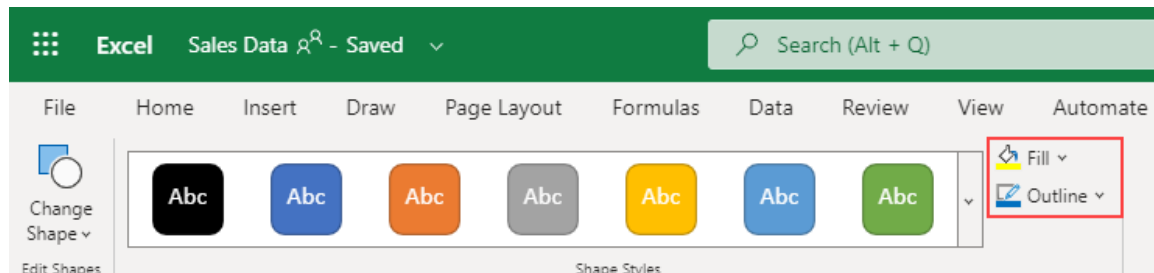 Excel Sales Data - Saved Search (Alt + Q)
File Home Insert Draw Page Layout Formulas Data Review View Automate
Change
Shape
Abc Abc Abc Abc Abc Abc Abc
Fill
Outline
Edit Shapes Shape Styles